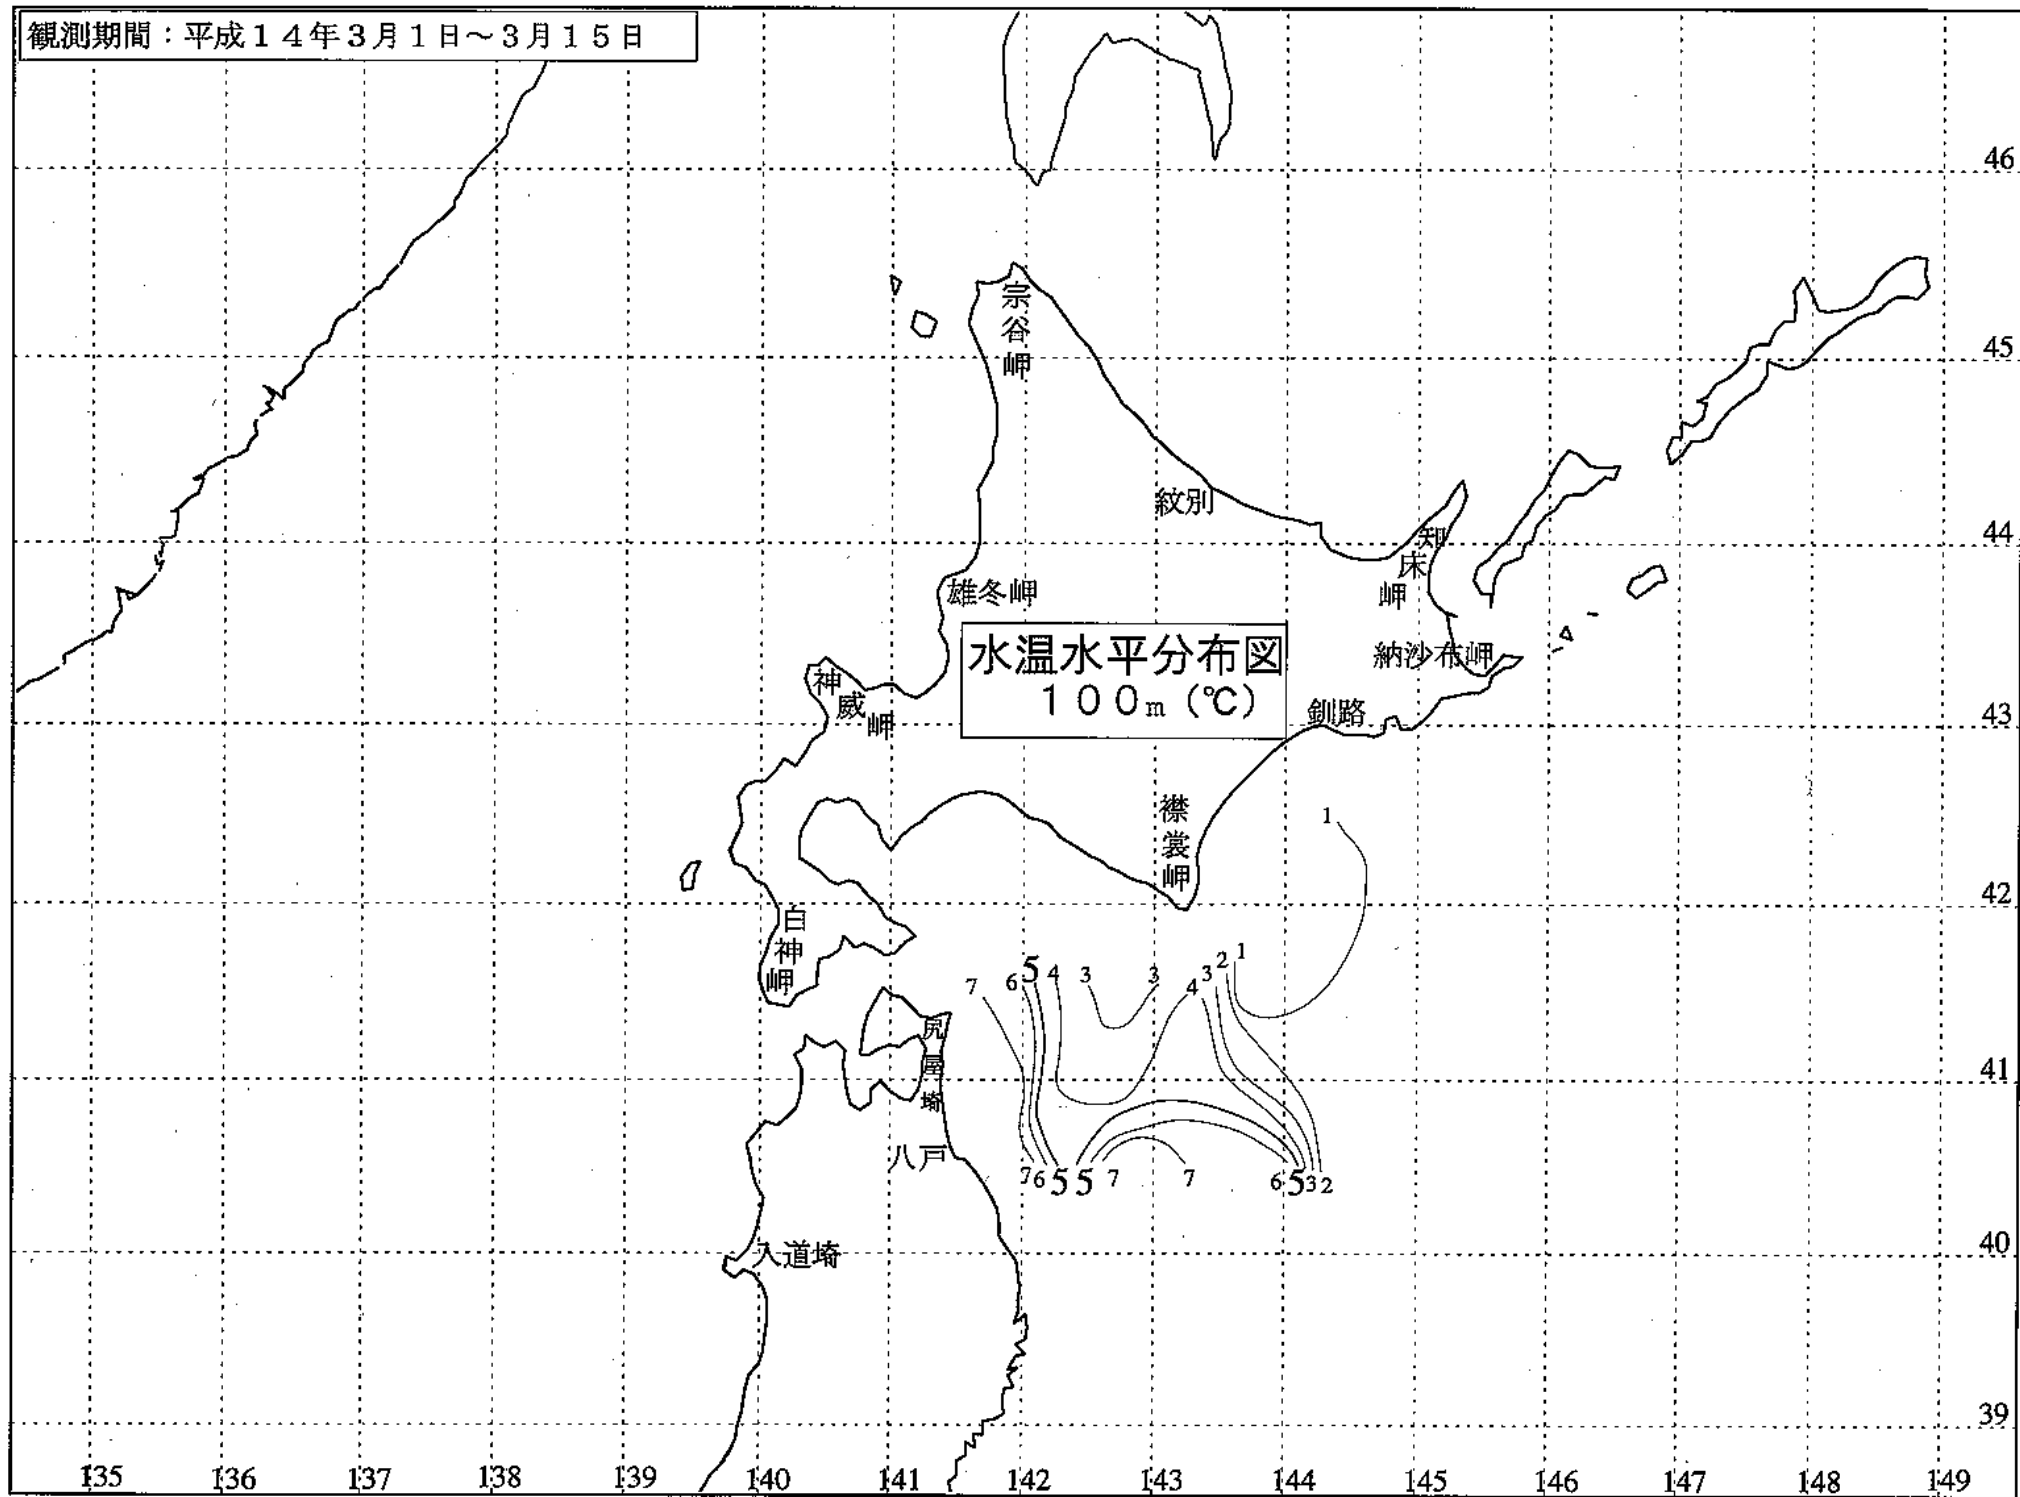 観測期間：平成１４年３月１日～３月１５日
46
宗谷岬
45
紋別
44
知床岬
雄冬岬
水温水平分布図
１００m（℃）
納沙布岬
神威岬
釧路
43
襟裳岬
1
42
白神岬
7
6
5
4
3
3
4
3
2
1
尻屋埼
41
八戸
7
6
5
5
7
7
6
5
3
2
入道埼
40
39
135
136
137
138
139
140
141
142
143
144
145
146
147
148
149